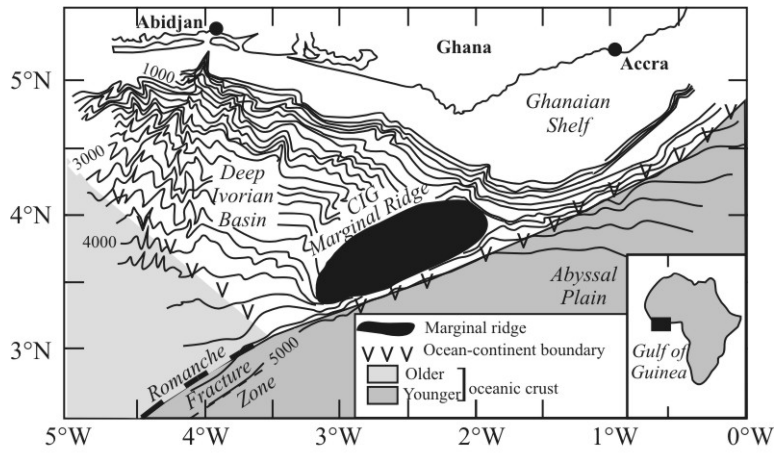 Abidjan
Ghana
Accra
5°N
1000
Ghanaian
Shelf
3000
Deep
Ivorian
Basin
CIG
Marginal Ridge
4°N
4000
Abyssal
Plain
Marginal ridge
Ocean-continent boundary
Older
Younger
oceanic crust
Gulf of
Guinea
3°N
Romanche
Fracture
Zone
5000
5°W
4°W
3°W
2°W
1°W
0°W